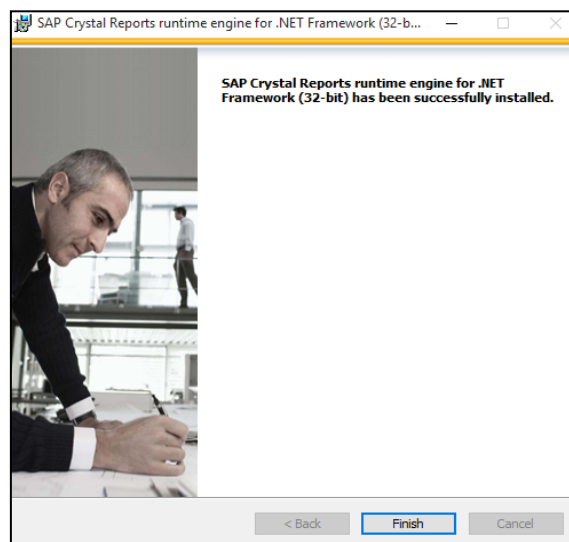 SAP Crystal Reports runtime engine for .NET Framework (32-b...
SAP Crystal Reports runtime engine for .NET
Framework (32-bit) has been successfully installed.
< Back
Finish
Cancel